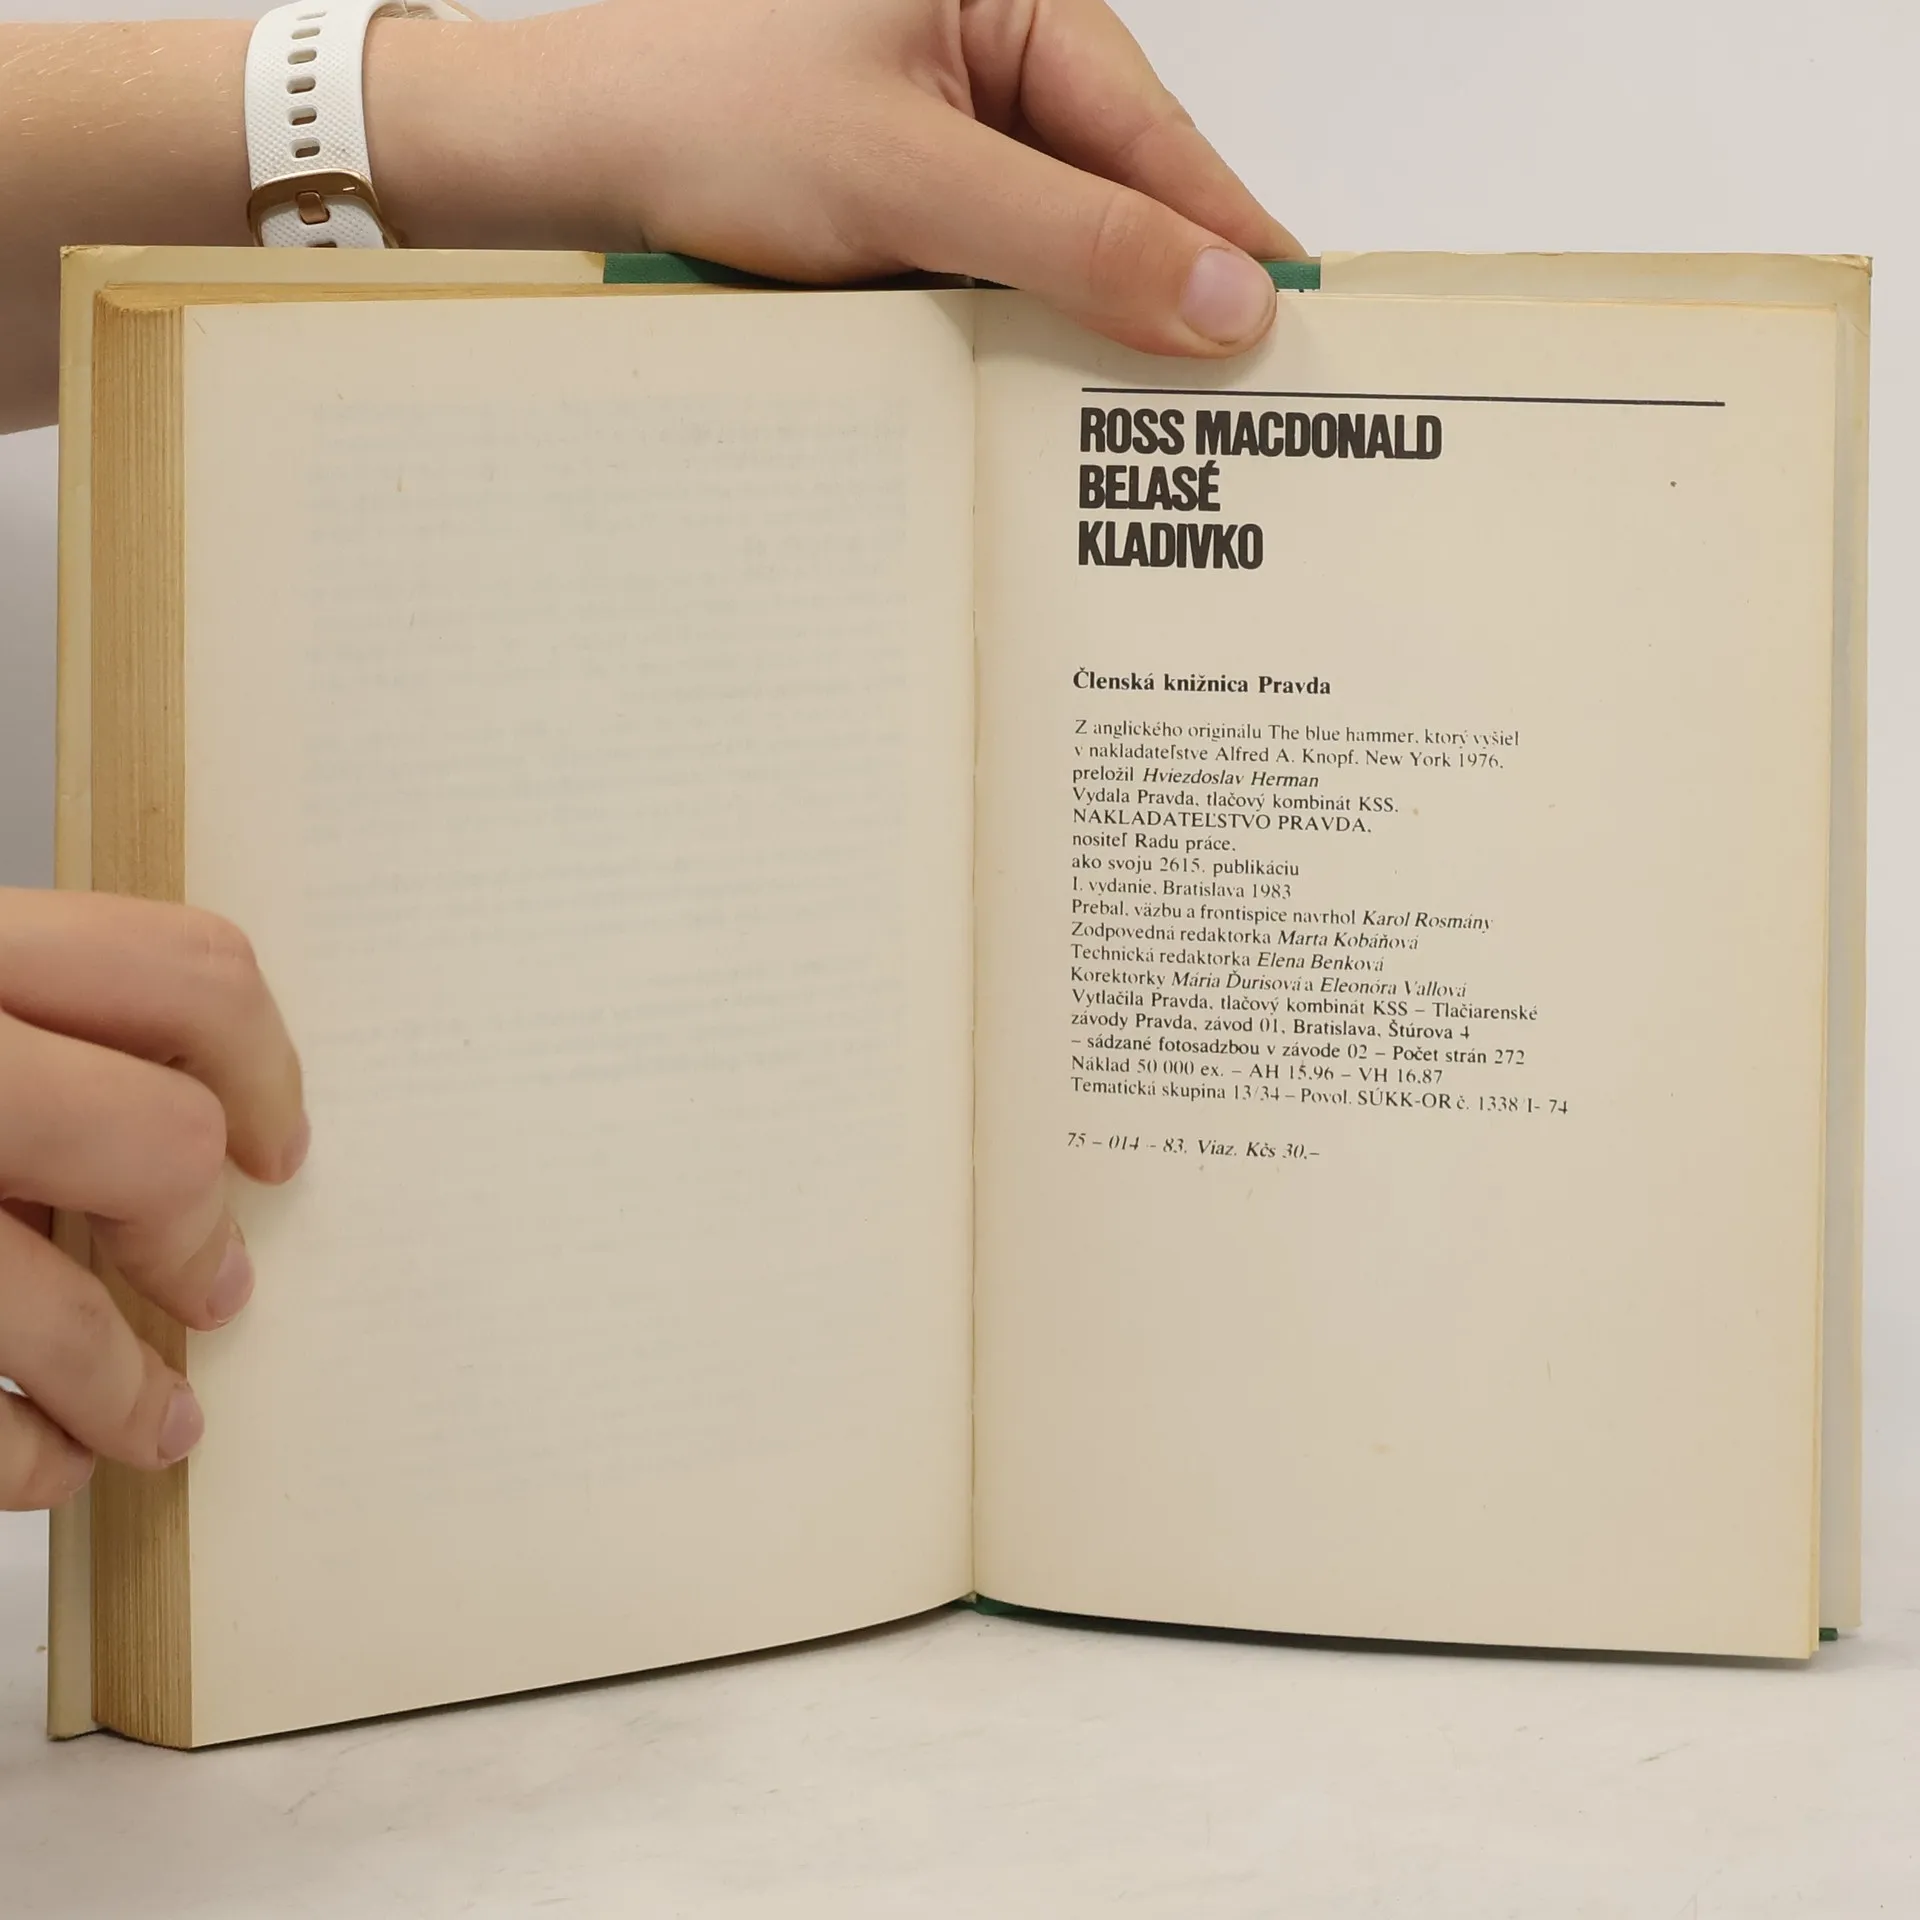 ROSS MACDONALD
BELASÉ
KLADIVKO
Členská knižnica Pravda
Z anglického originálu The blue hammer, ktorý vyšiel
v nakladateľstve Alfred A. Knopf, New York 1976,
preložil Hviezdoslav Herman
Vydala Pravda, tlačový kombinát KSS,
NAKLADATEĽSTVO PRAVDA,
nositeľ Radu práce,
ako svoju 2615. publikáciu
I. vydanie, Bratislava 1983
Prebal, väzbu a frontispice navrhol Karol Rosmány
Zodpovedná redaktorka Marta Kobáňová
Technická redaktorka Elena Benková
Korektorky Mária Ďurisová a Eleonóra Vallová
Vytlačila Pravda, tlačový kombinát KSS – Tlačiarenské
závody Pravda, závod 01, Bratislava, Štúrova 4
– sádzané fotosadzbou v závode 02 – Počet strán 272
Náklad 50 000 ex. – AH 15,96 – VH 16,87
Tematická skupina 13/34 – Povol. SÚKK-OR č. 1338/I- 74
75 – 014 – 83. Viaz. Kčs 30,–